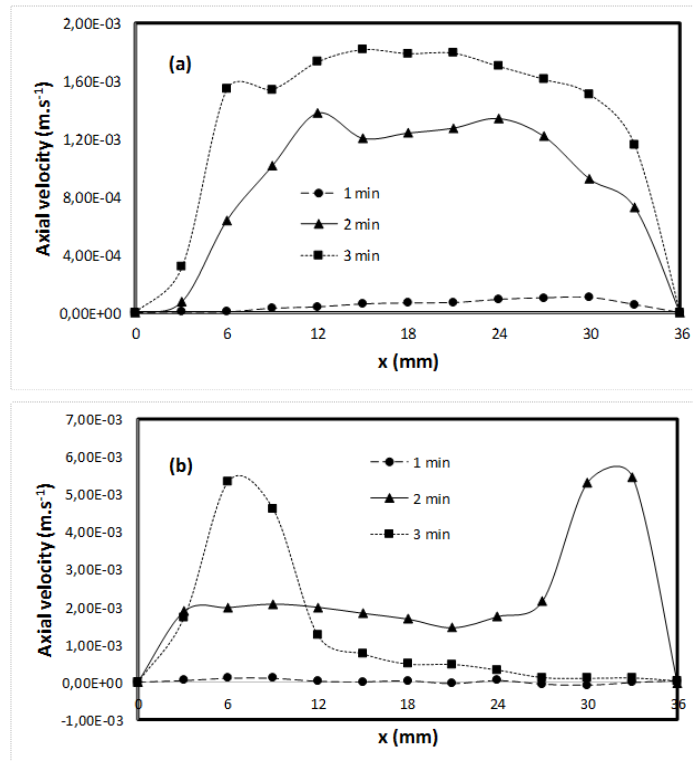 2,00E-03
1,60E-03
1,20E-03
8,00E-04
4,00E-04
0,00E+00
Axial velocity (m.s⁻¹)
(a)
1 min
2 min
3 min
0 6 12 18 24 30 36
x (mm)
7,00E-03
6,00E-03
5,00E-03
4,00E-03
3,00E-03
2,00E-03
1,00E-03
0,00E+00
-1,00E-03
Axial velocity (m.s⁻¹)
(b)
1 min
2 min
3 min
0 6 12 18 24 30 36
x (mm)